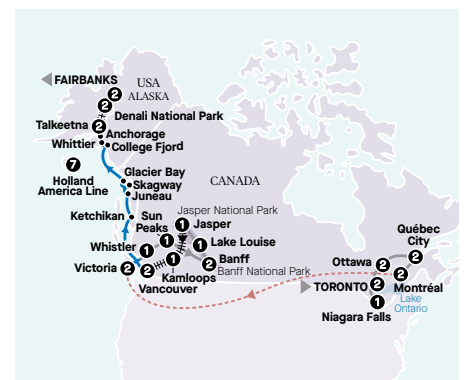 FAIRBANKS
USA
ALASKA
2
2
Denali National Park
Talkeetna
2
Anchorage
Whittier
College Fjord
7
Holland
America Line
Glacier Bay
Skagway
Juneau
CANADA
Ketchikan
Sun
Peaks
Jasper National Park
1
Jasper
Whistler
1
1
1
Lake Louise
1
2
Banff
Banff National Park
Victoria
2
2
Vancouver
Kamloops
Québec
City
2
Ottawa
2
2
Montréal
TORONTO
2
Lake
Ontario
1
Niagara Falls